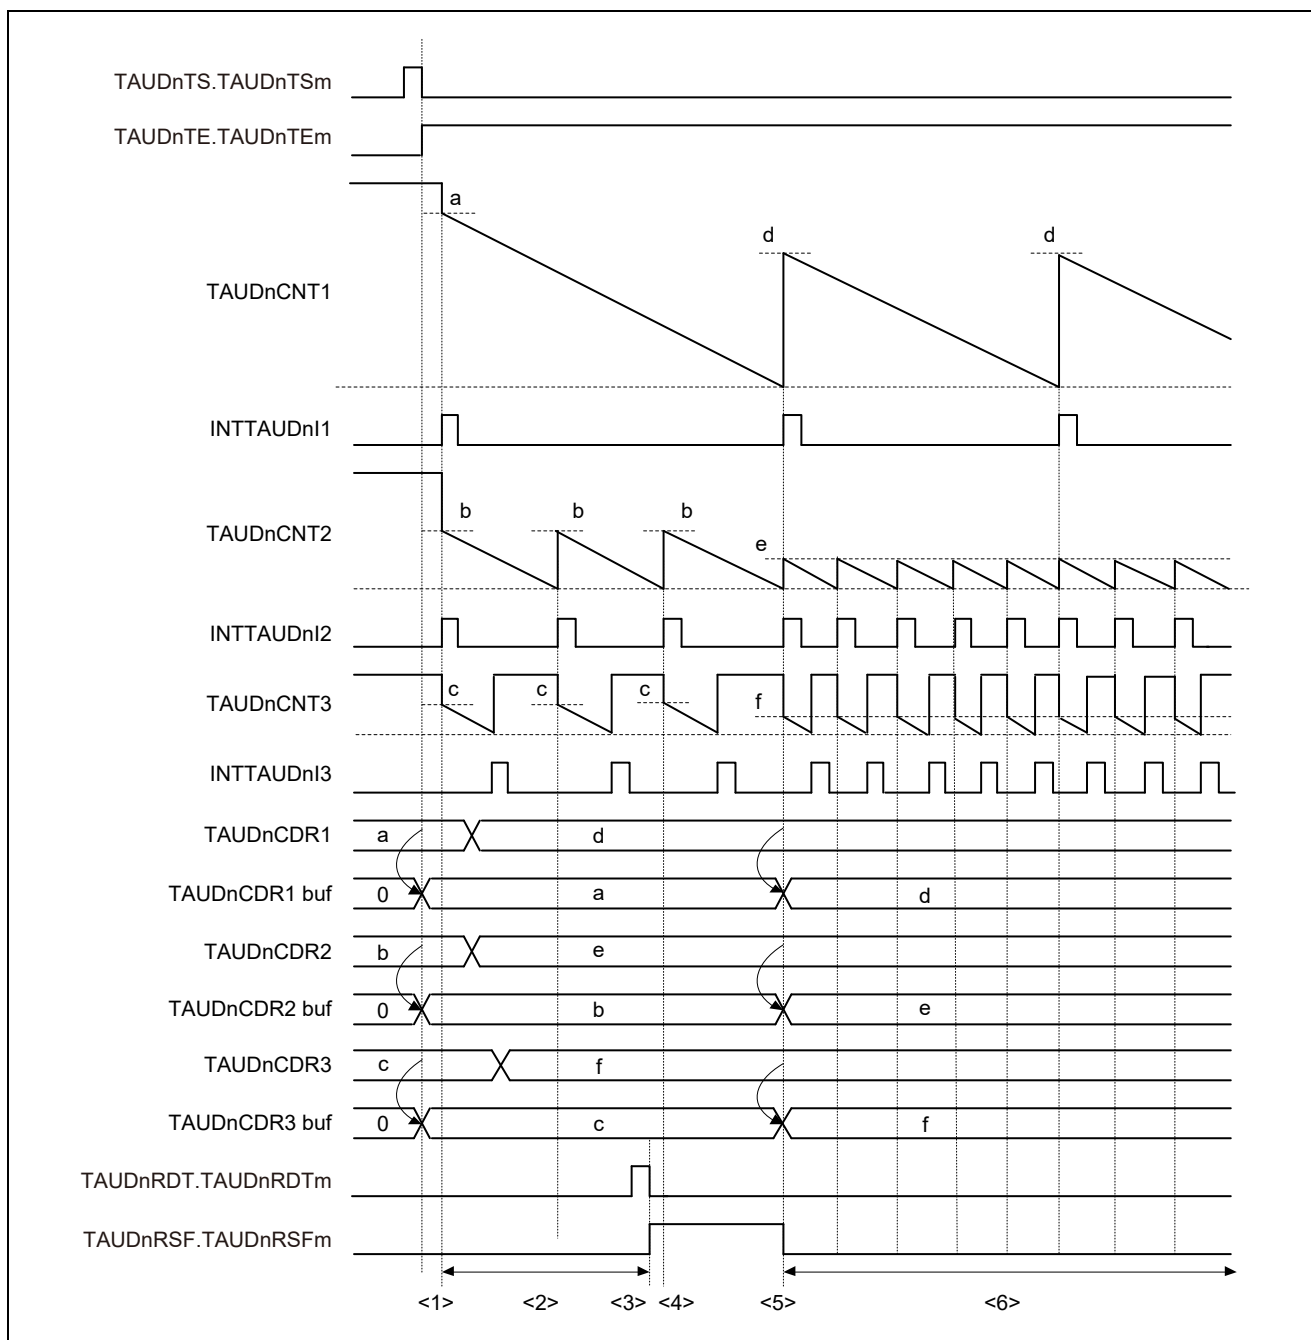 TAUDnTS.TAUDnTSm
TAUDnTE.TAUDnTEm
a
d
d
TAUDnCNT1
INTTAUDnI1
b
b
b
TAUDnCNT2
e
INTTAUDnI2
c
c
c
TAUDnCNT3
f
INTTAUDnI3
TAUDnCDR1
a
d
TAUDnCDR1 buf
0
a
d
TAUDnCDR2
b
e
TAUDnCDR2 buf
0
b
e
TAUDnCDR3
c
f
TAUDnCDR3 buf
0
c
f
TAUDnRDT.TAUDnRDTm
TAUDnRSF.TAUDnRSFm
<1> <2> <3> <4> <5> <6>